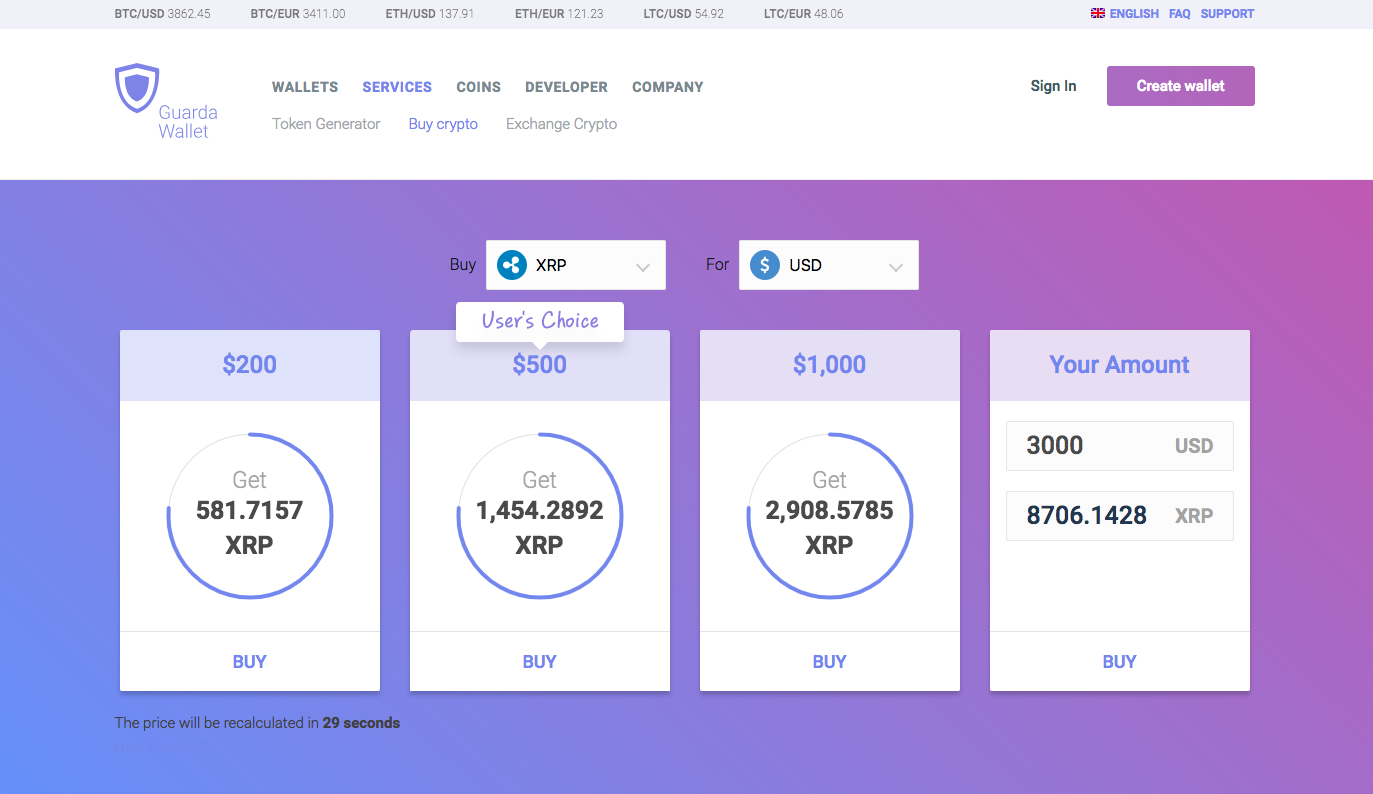 BTC/USD 3862.45 BTC/EUR 3411.00 ETH/USD 137.91 ETH/EUR 121.23 LTC/USD 54.92 LTC/EUR 48.06 ENGLISH FAQ SUPPORT
Guarda
Wallet
WALLETS SERVICES COINS DEVELOPER COMPANY
Token Generator Buy crypto Exchange Crypto
Sign In Create wallet
Buy XRP For USD
User's Choice
$200
Get
581.7157
XRP
BUY
$500
Get
1,454.2892
XRP
BUY
$1,000
Get
2,908.5785
XRP
BUY
Your Amount
3000 USD
8706.1428 XRP
BUY
The price will be recalculated in 29 seconds